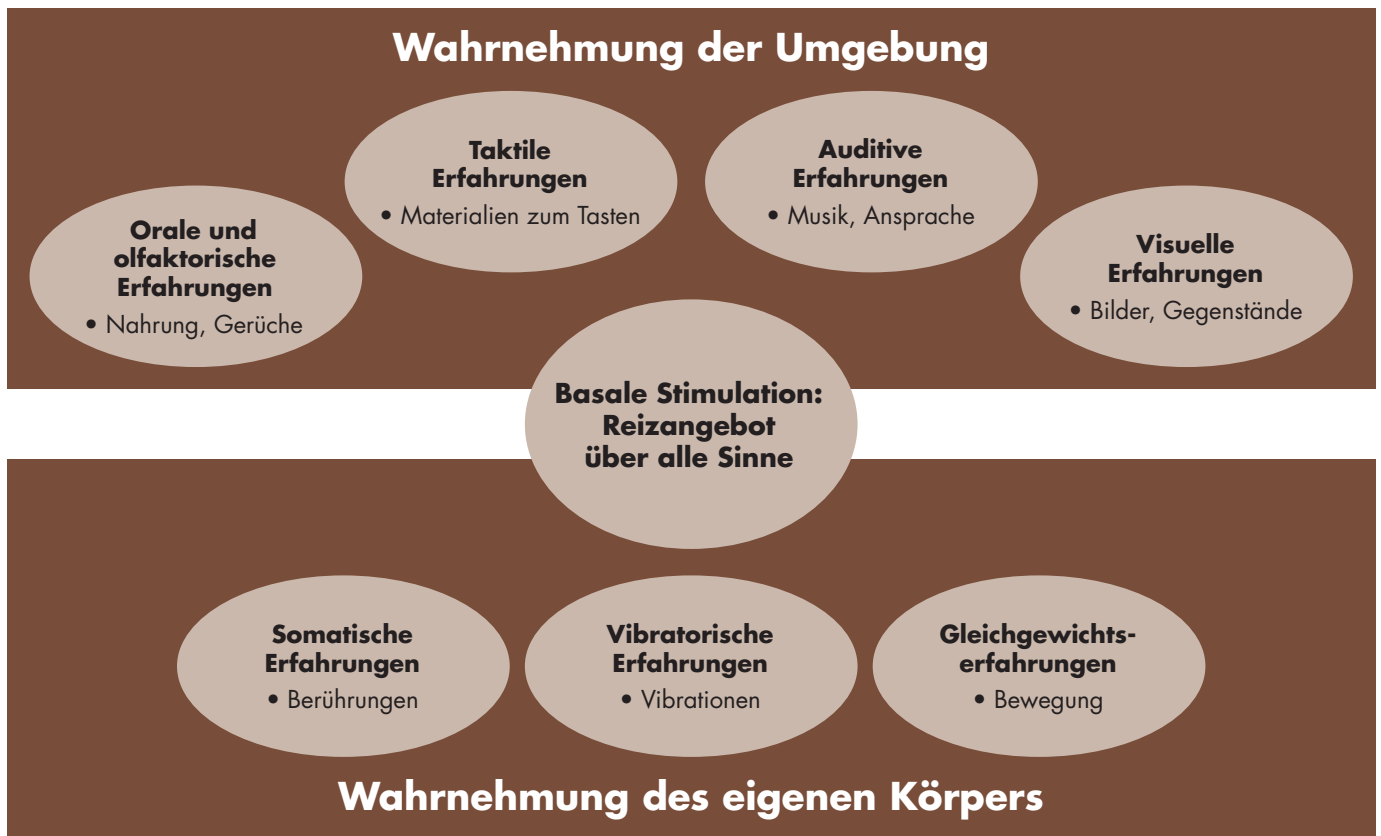 Wahrnehmung der Umgebung
Orale und
olfaktorische
Erfahrungen
• Nahrung, Gerüche
Taktile
Erfahrungen
• Materialien zum Tasten
Auditive
Erfahrungen
• Musik, Ansprache
Visuelle
Erfahrungen
• Bilder, Gegenstände
Basale Stimulation:
Reizangebot
über alle Sinne
Somatische
Erfahrungen
• Berührungen
Vibratorische
Erfahrungen
• Vibrationen
Gleichgewichts-
erfahrungen
• Bewegung
Wahrnehmung des eigenen Körpers